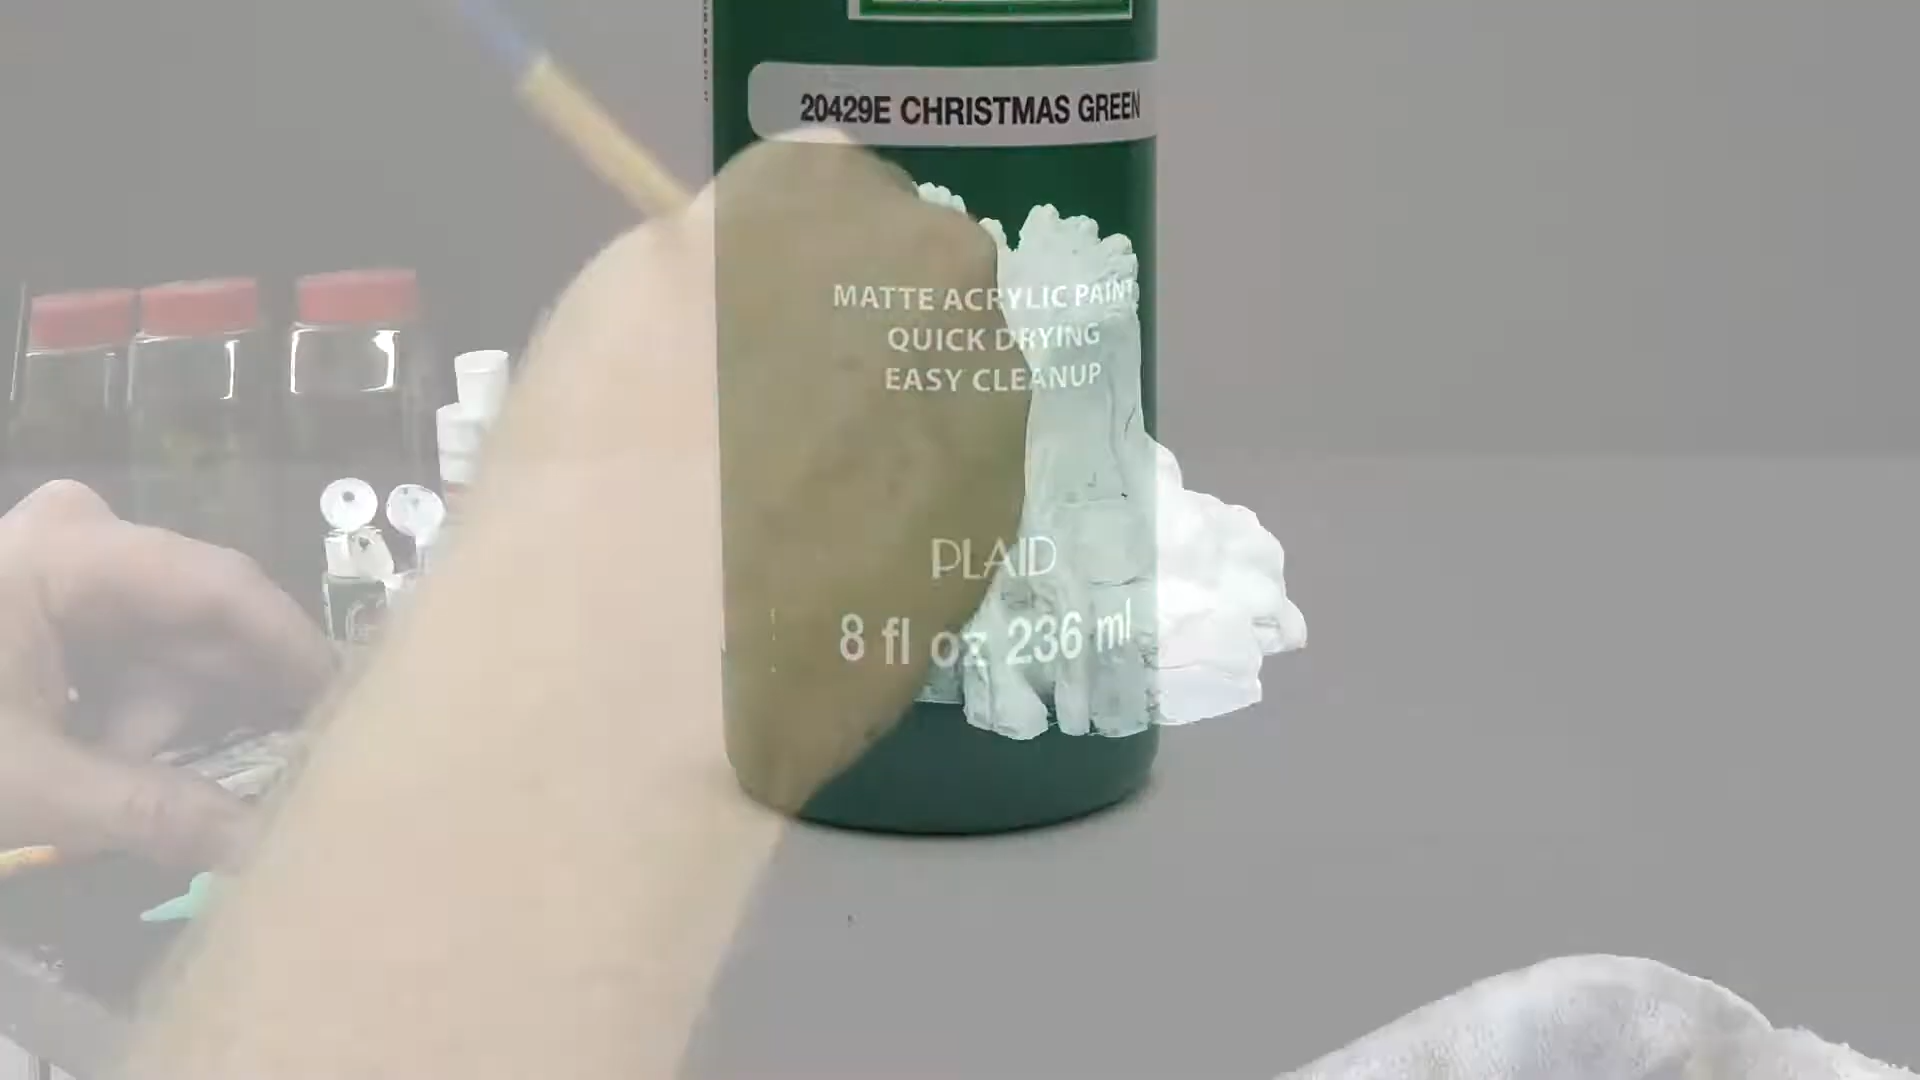 20429E CHRISTMAS GREEN
MATTE ACRYLIC PAINT
QUICK DRYING
EASY CLEANUP
PLAID
8 fl oz 236 ml